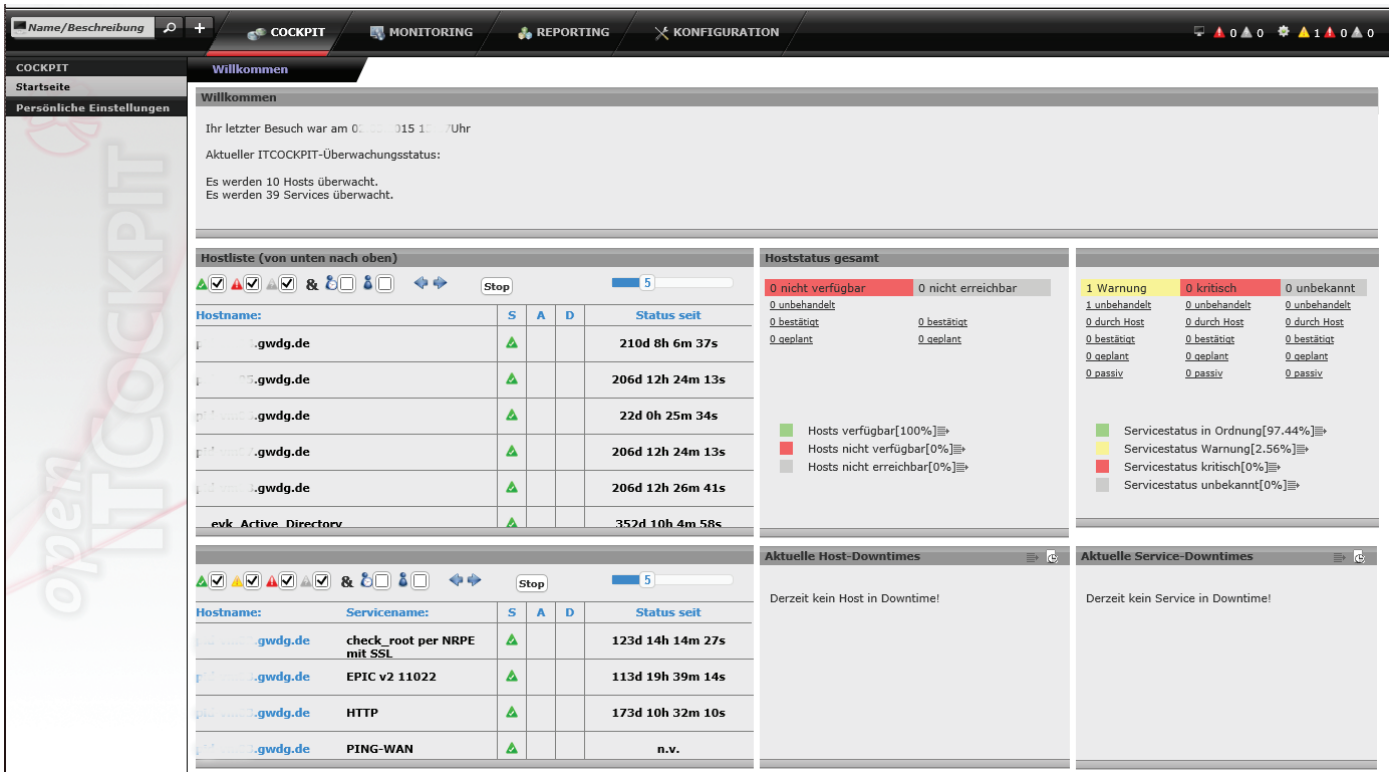 Name/Beschreibung
+ COCKPIT MONITORING REPORTING KONFIGURATION 0 0 1 0 0
COCKPIT
Startseite
Persönliche Einstellungen
open ITCOCKPIT
Willkommen
Willkommen
Ihr letzter Besuch war am 015 Uhr
Aktueller ITCOCKPIT-Überwachungsstatus:
Es werden 10 Hosts überwacht.
Es werden 39 Services überwacht.
Hostliste (von unten nach oben)
& Stop 5
Hostname: S A D Status seit
.gwdg.de 210d 8h 6m 37s
.gwdg.de 206d 12h 24m 13s
.gwdg.de 22d 0h 25m 34s
.gwdg.de 206d 12h 24m 13s
.gwdg.de 206d 12h 26m 41s
evk_Active_Directory 352d 10h 4m 58s
Hoststatus gesamt
0 nicht verfügbar 0 nicht erreichbar
0 unbehandelt
0 bestätigt 0 bestätigt
0 geplant 0 geplant
Hosts verfügbar[100%]
Hosts nicht verfügbar[0%]
Hosts nicht erreichbar[0%]
1 Warnung 0 kritisch 0 unbekannt
1 unbehandelt 0 unbehandelt 0 unbehandelt
0 durch Host 0 durch Host 0 durch Host
0 bestätigt 0 bestätigt 0 bestätigt
0 geplant 0 geplant 0 geplant
0 passiv 0 passiv 0 passiv
Servicestatus in Ordnung[97.44%]
Servicestatus Warnung[2.56%]
Servicestatus kritisch[0%]
Servicestatus unbekannt[0%]
& Stop 5
Hostname: Servicename: S A D Status seit
.gwdg.de check_root per NRPE mit SSL 123d 14h 14m 27s
.gwdg.de EPIC v2 11022 113d 19h 39m 14s
.gwdg.de HTTP 173d 10h 32m 10s
.gwdg.de PING-WAN n.v.
Aktuelle Host-Downtimes
Derzeit kein Host in Downtime!
Aktuelle Service-Downtimes
Derzeit kein Service in Downtime!